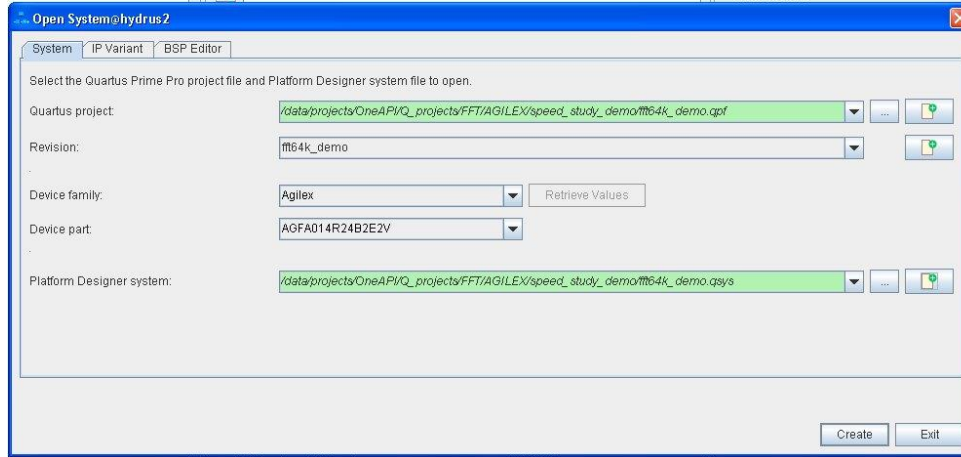 Open System@hydrus2
System IP Variant BSP Editor
Select the Quartus Prime Pro project file and Platform Designer system file to open.
Quartus project: /data/projects/OneAPI/Q_projects/FFT/AGILEX/speed_study_demo/fft64k_demo.qpf ...
Revision: fft64k_demo
Device family: Agilex Retrieve Values
Device part: AGFA014R24B2E2V
Platform Designer system: /data/projects/OneAPI/Q_projects/FFT/AGILEX/speed_study_demo/fft64k_demo.qsys ...
Create Exit